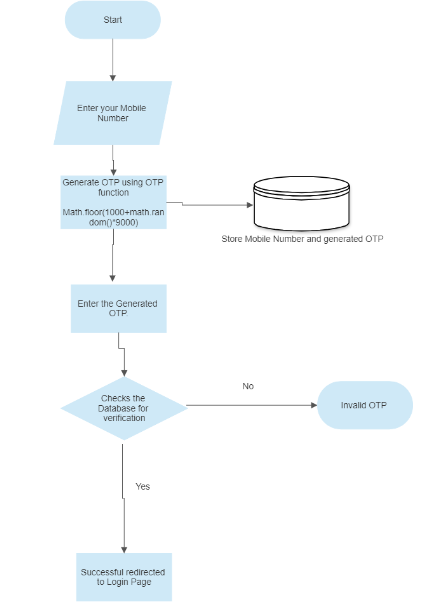 Start
Enter your Mobile
Number
Generate OTP using OTP
function
Math.floor(1000+math.ran
dom()*9000)
Store Mobile Number and generated OTP
Enter the Generated
OTP.
Checks the
Database for
verification
No
Invalid OTP
Yes
Successful redirected
to Login Page